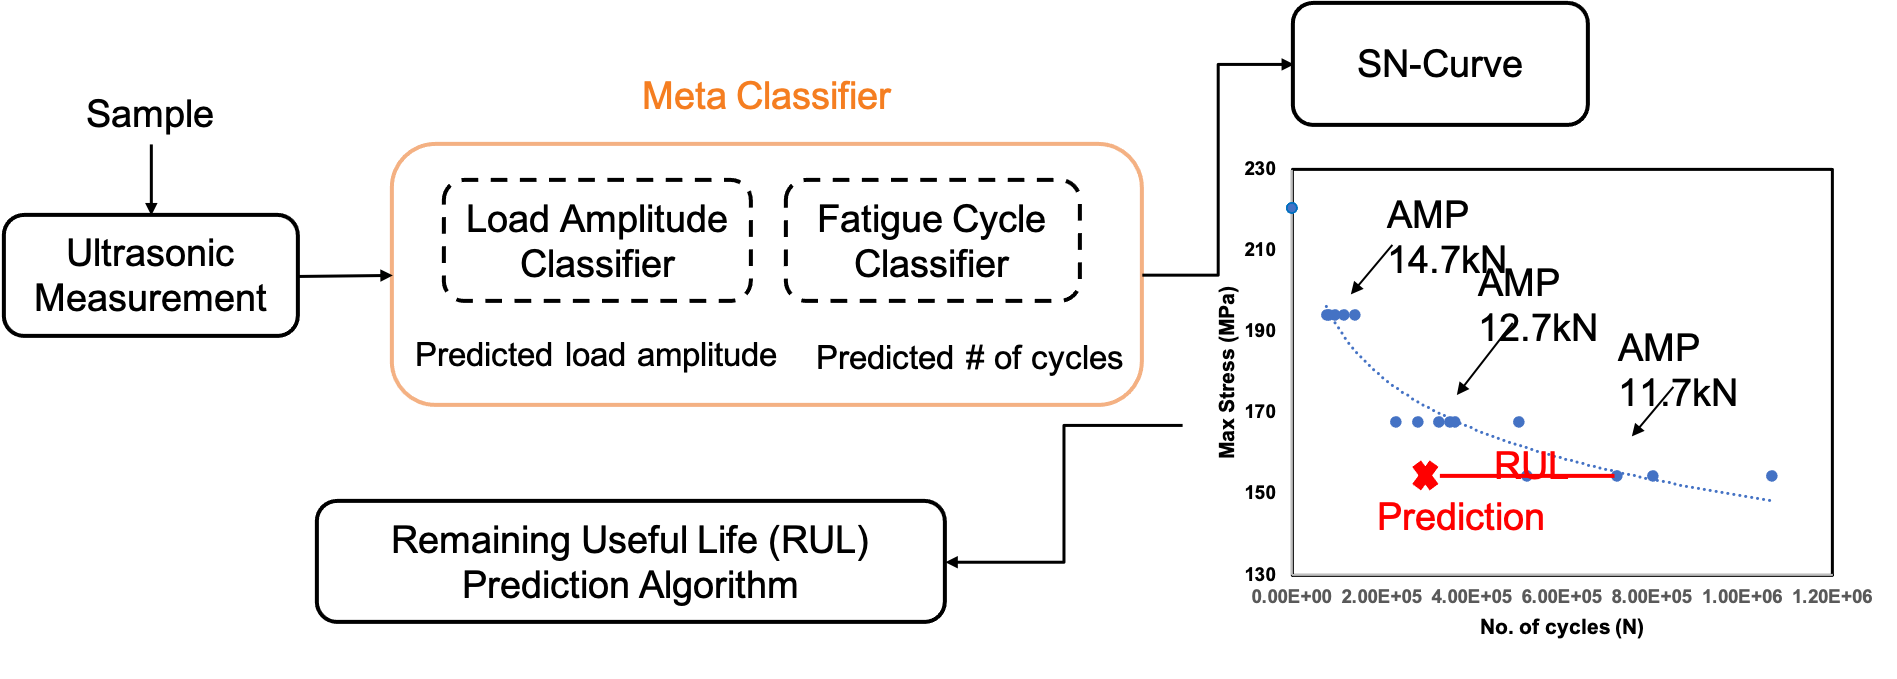 Sample
Ultrasonic
Measurement
Meta Classifier
Load Amplitude
Classifier
Fatigue Cycle
Classifier
Predicted load amplitude
Predicted # of cycles
SN-Curve
Remaining Useful Life (RUL)
Prediction Algorithm
230
210
190
170
150
130
Max Stress (MPa)
AMP
14.7kN
AMP
12.7kN
AMP
11.7kN
RUL
Prediction
0.00E+00 2.00E+05 4.00E+05 6.00E+05 8.00E+05 1.00E+06 1.20E+06
No. of cycles (N)